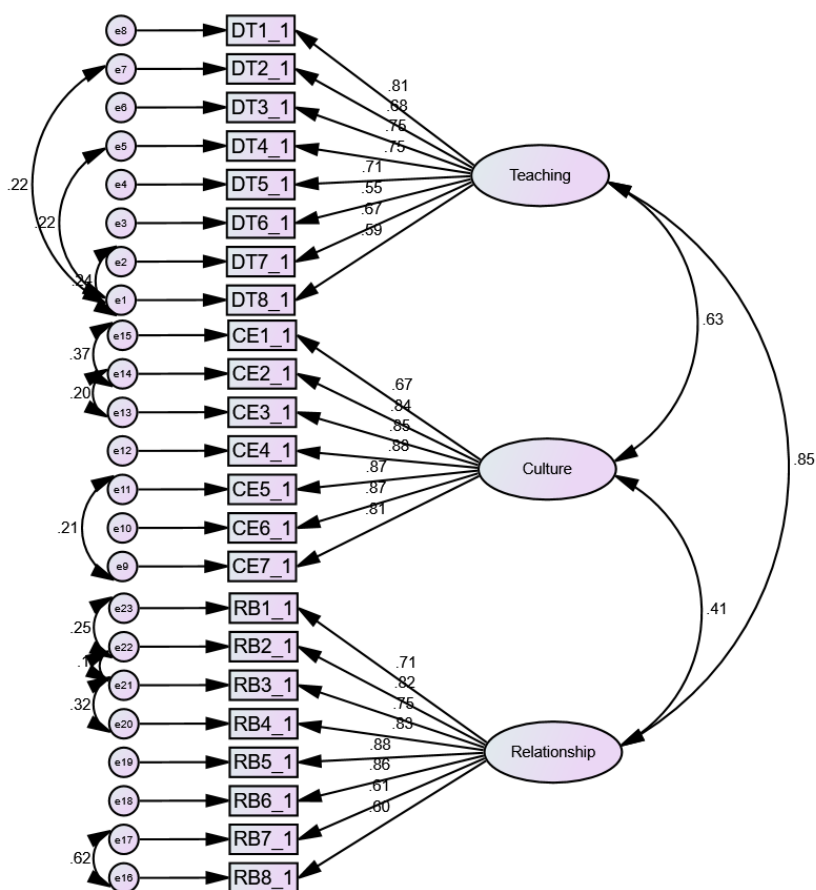 e8 DT1_1
.81
e7 DT2_1
.68
e6 DT3_1
.75
e5 DT4_1
.75
Teaching
.22
e4 DT5_1
.71
.55
.22
e3 DT6_1
.67
.59
e2 DT7_1
.24
e1 DT8_1
.63
e15 CE1_1
.37
e14 CE2_1
.67
.20
.84
e13 CE3_1
.85
e12 CE4_1
.88
.85
Culture
e11 CE5_1
.87
.87
.21
e10 CE6_1
.81
e9 CE7_1
e23 RB1_1
.41
.25
e22 RB2_1
.71
e21 RB3_1
.82
.32
.75
e20 RB4_1
.83
.88
Relationship
e19 RB5_1
.86
.61
e18 RB6_1
e17 RB7_1
.62
e16 RB8_1